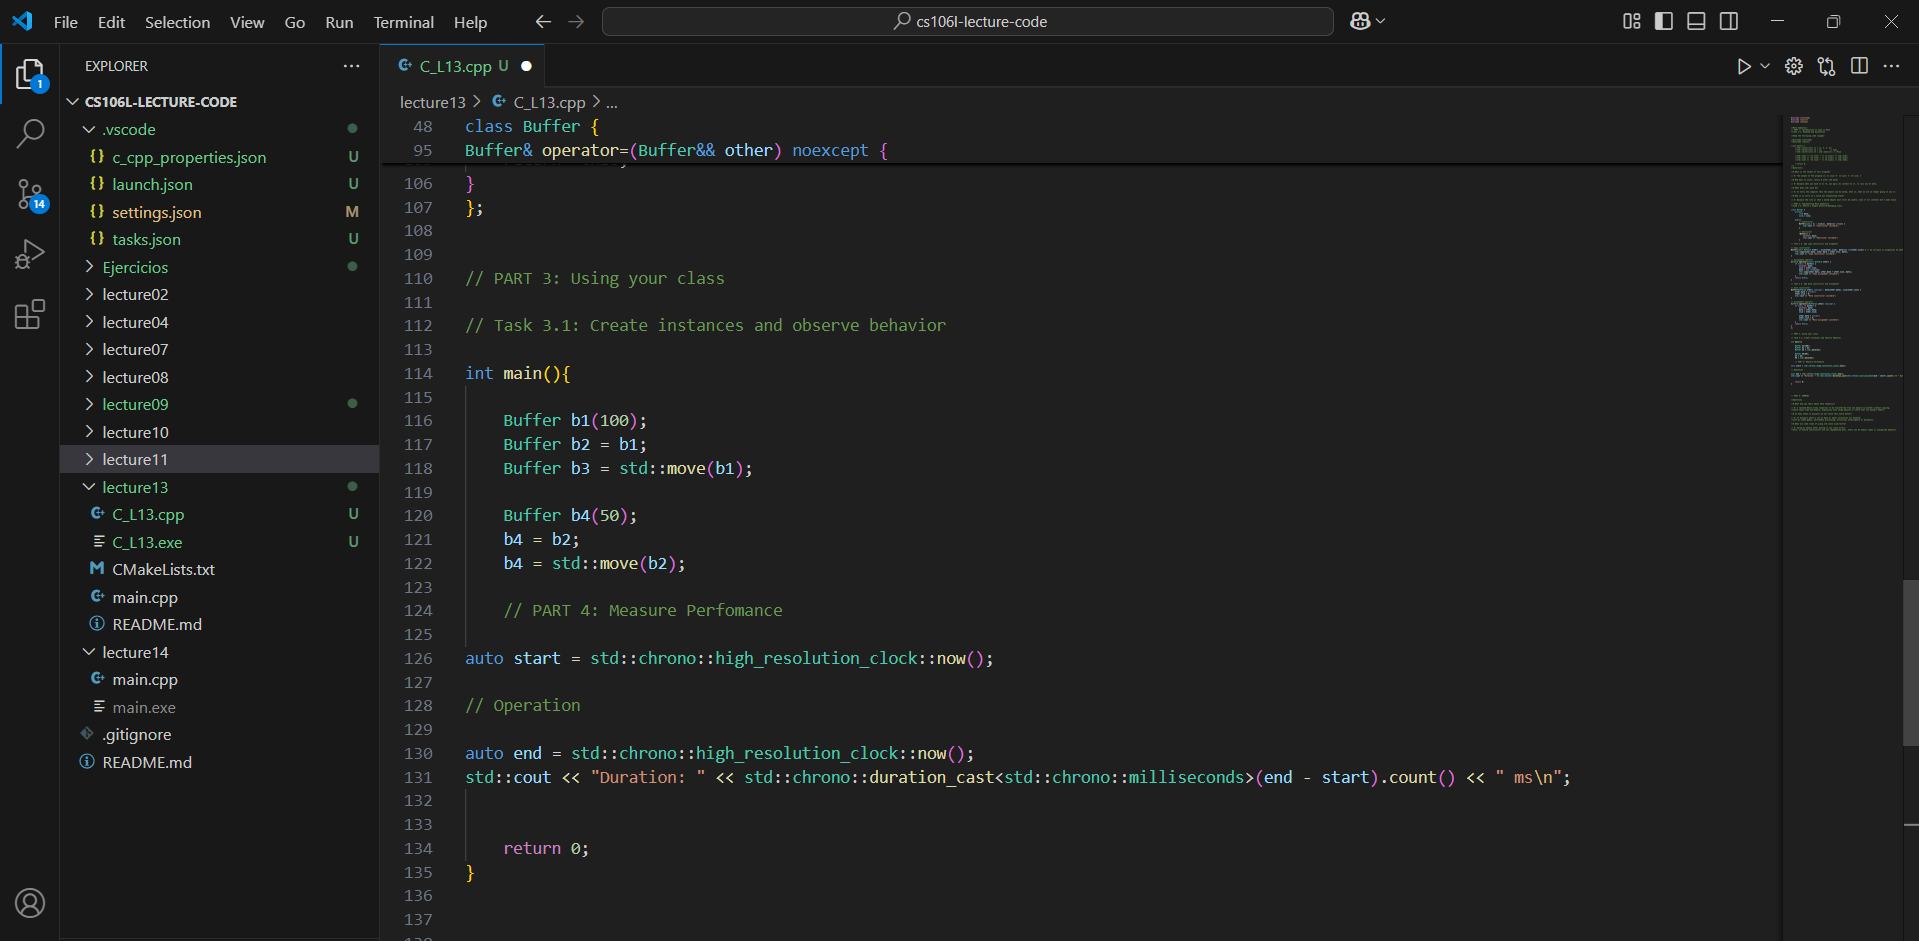 File Edit Selection View Go Run Terminal Help
cs106l-lecture-code
EXPLORER
CS106L-LECTURE-CODE
.vscode
c_cpp_properties.json U
launch.json U
settings.json M
tasks.json U
Ejercicios
lecture02
lecture04
lecture07
lecture08
lecture09
lecture10
lecture11
lecture13
C_L13.cpp U
C_L13.exe U
CMakeLists.txt
main.cpp
README.md
lecture14
main.cpp
main.exe
.gitignore
README.md
1
14
C_L13.cpp U
lecture13 > C_L13.cpp > ...
48 class Buffer {
95 Buffer& operator=(Buffer&& other) noexcept {
106 }
107 };
108
109
110 // PART 3: Using your class
111
112 // Task 3.1: Create instances and observe behavior
113
114 int main(){
115
116 Buffer b1(100);
117 Buffer b2 = b1;
118 Buffer b3 = std::move(b1);
119
120 Buffer b4(50);
121 b4 = b2;
122 b4 = std::move(b2);
123
124 // PART 4: Measure Perfomance
125
126 auto start = std::chrono::high_resolution_clock::now();
127
128 // Operation
129
130 auto end = std::chrono::high_resolution_clock::now();
131 std::cout << "Duration: " << std::chrono::duration_cast<std::chrono::milliseconds>(end - start).count() << " ms\n";
132
133
134 return 0;
135 }
136
137